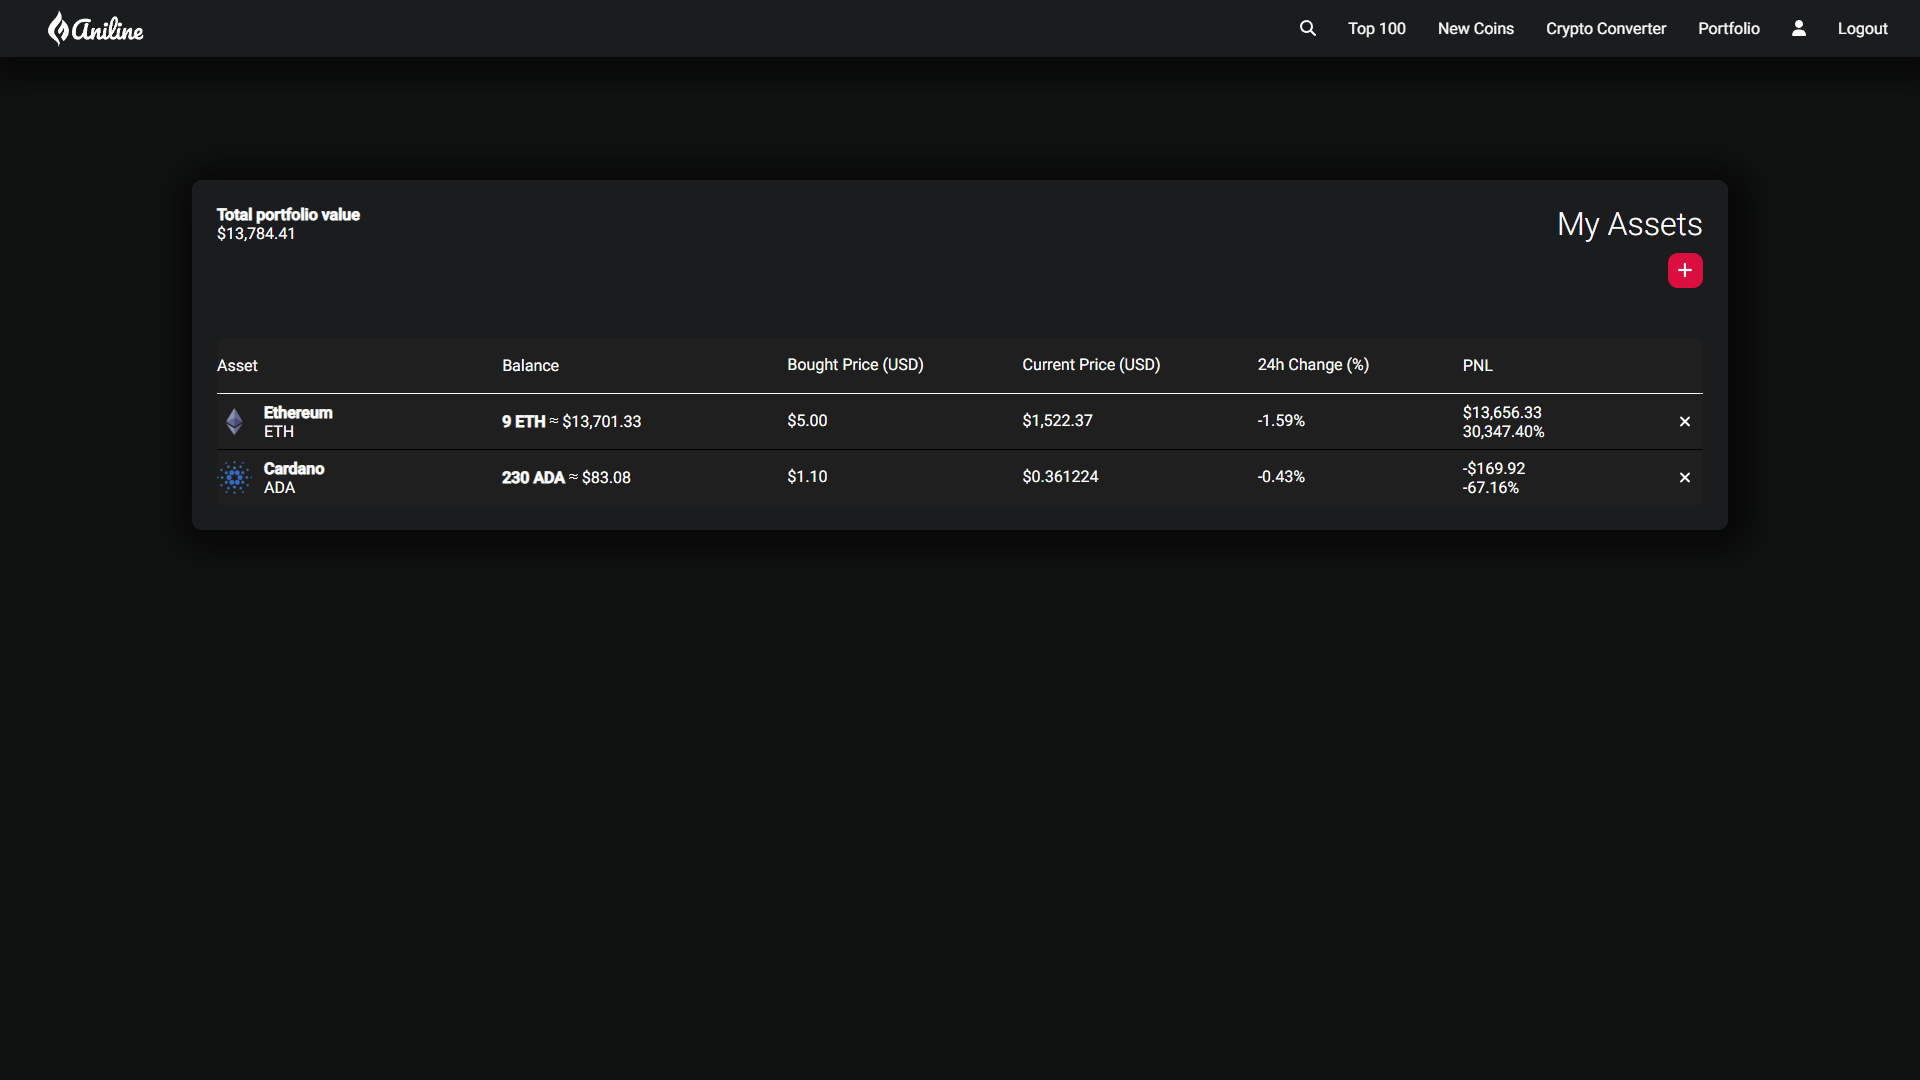 Aniline
Top 100
New Coins
Crypto Converter
Portfolio
Logout
Total portfolio value
$13,784.41
My Assets
+
Asset Balance Bought Price (USD) Current Price (USD) 24h Change (%) PNL
Ethereum
ETH
9 ETH ≈ $13,701.33
$5.00
$1,522.37
-1.59%
$13,656.33
30,347.40%
Cardano
ADA
230 ADA ≈ $83.08
$1.10
$0.361224
-0.43%
-$169.92
-67.16%